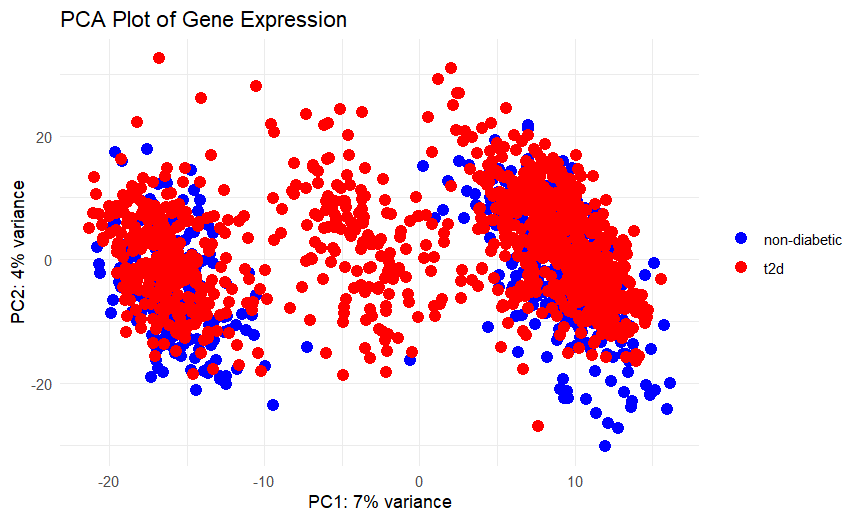 PCA Plot of Gene Expression
PC2: 4% variance
20
0
-20
-20
-10
0
10
PC1: 7% variance
non-diabetic
t2d